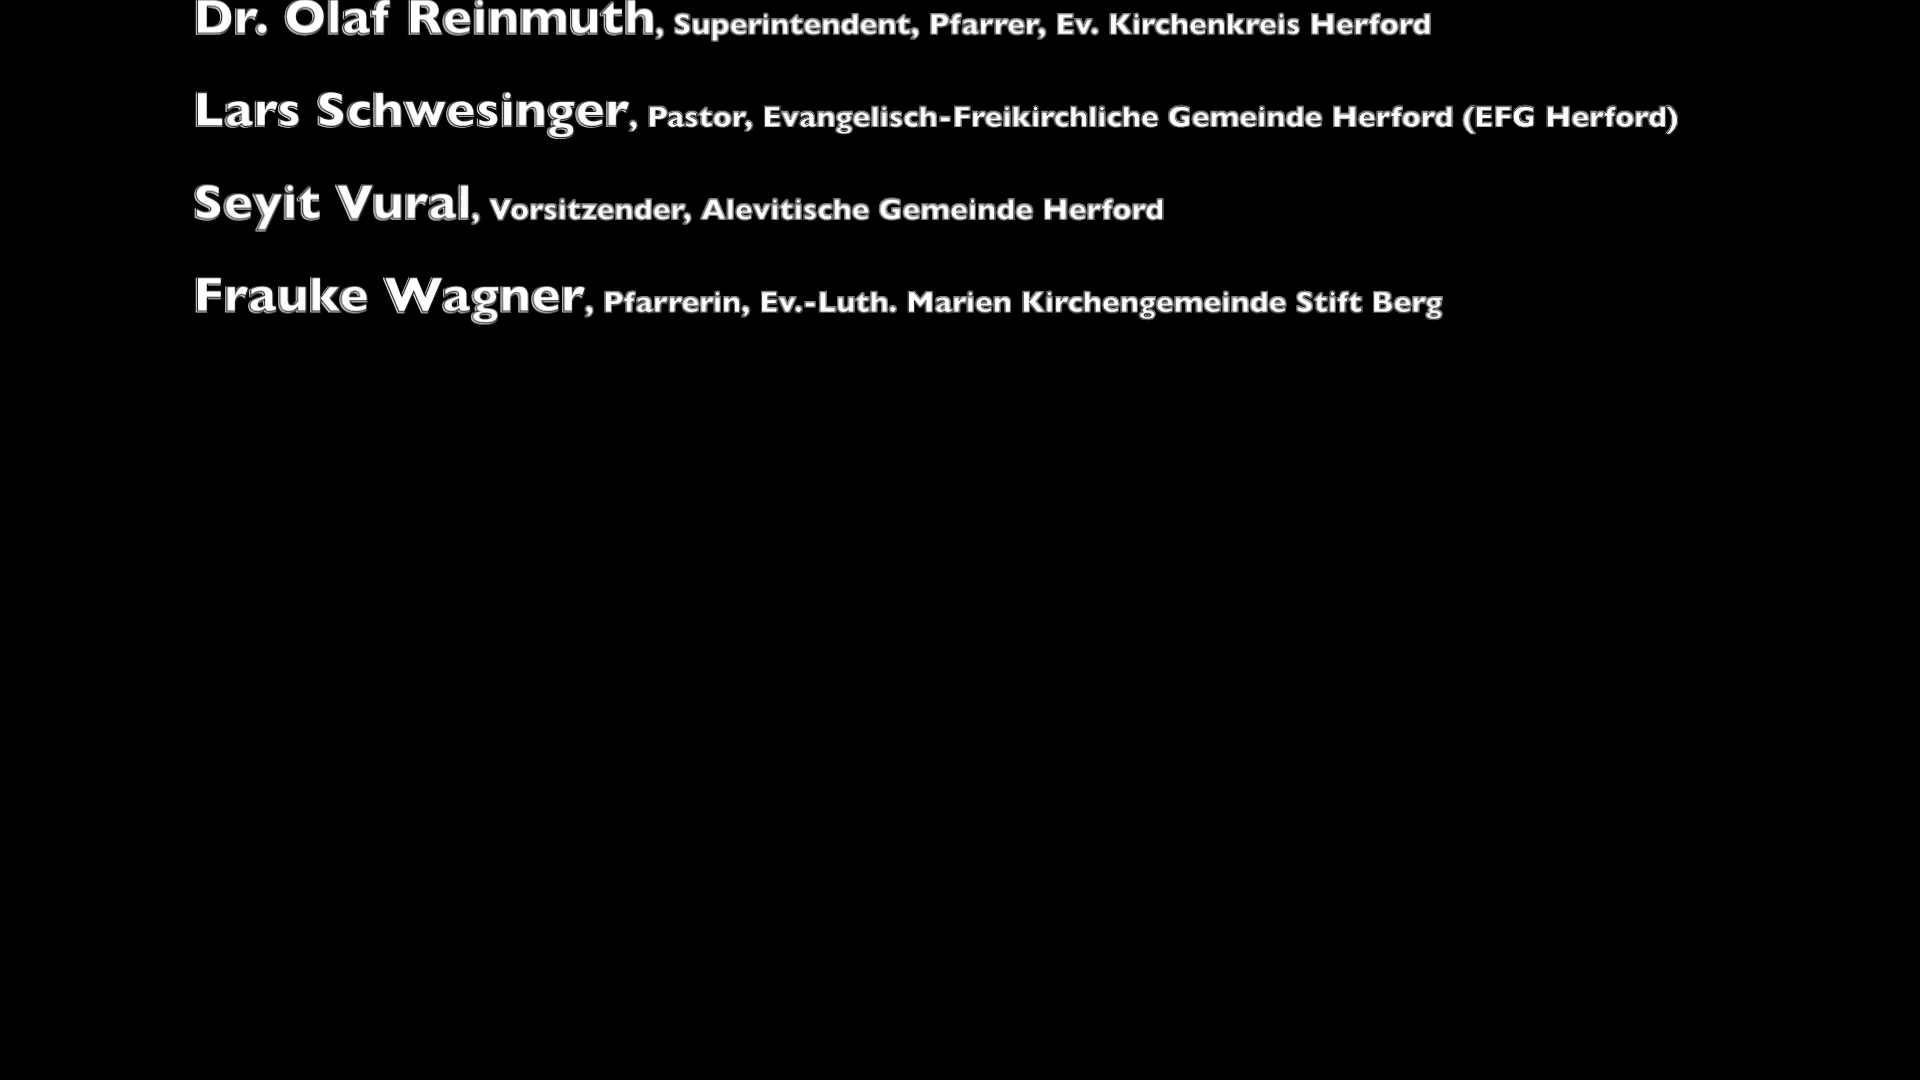 Dr. Olaf Reinmuth, Superintendent, Pfarrer, Ev. Kirchenkreis Herford
Lars Schwesinger, Pastor, Evangelisch-Freikirchliche Gemeinde Herford (EFG Herford)
Seyit Vural, Vorsitzender, Alevitische Gemeinde Herford
Frauke Wagner, Pfarrerin, Ev.-Luth. Marien Kirchengemeinde Stift Berg